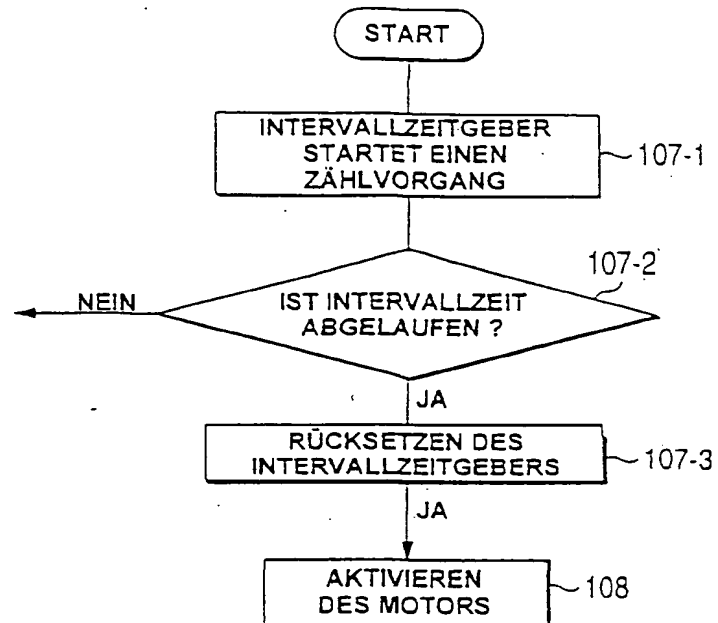 START
INTERVALLZEITGEBER
STARTET EINEN
ZÄHLVORGANG
107-1
107-2
NEIN
IST INTERVALLZEIT
ABGELAUFEN ?
JA
RÜCKSETZEN DES
INTERVALLZEITGEBERS
107-3
JA
AKTIVIEREN
DES MOTORS
108